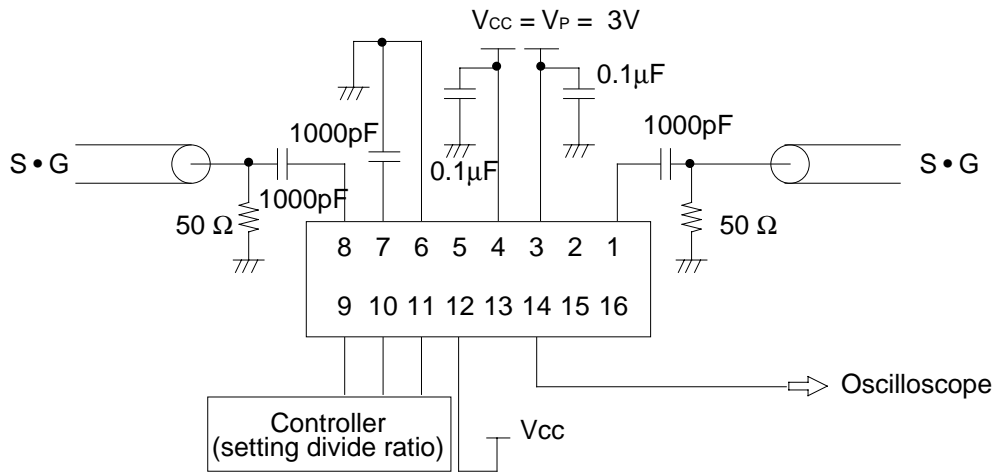 VCC = VP = 3V
0.1µF
1000pF
1000pF
S • G
0.1µF
S • G
1000pF
50 Ω
50 Ω
8 7 6 5 4 3 2 1
9 10 11 12 13 14 15 16
Oscilloscope
Controller
(setting divide ratio)
Vcc